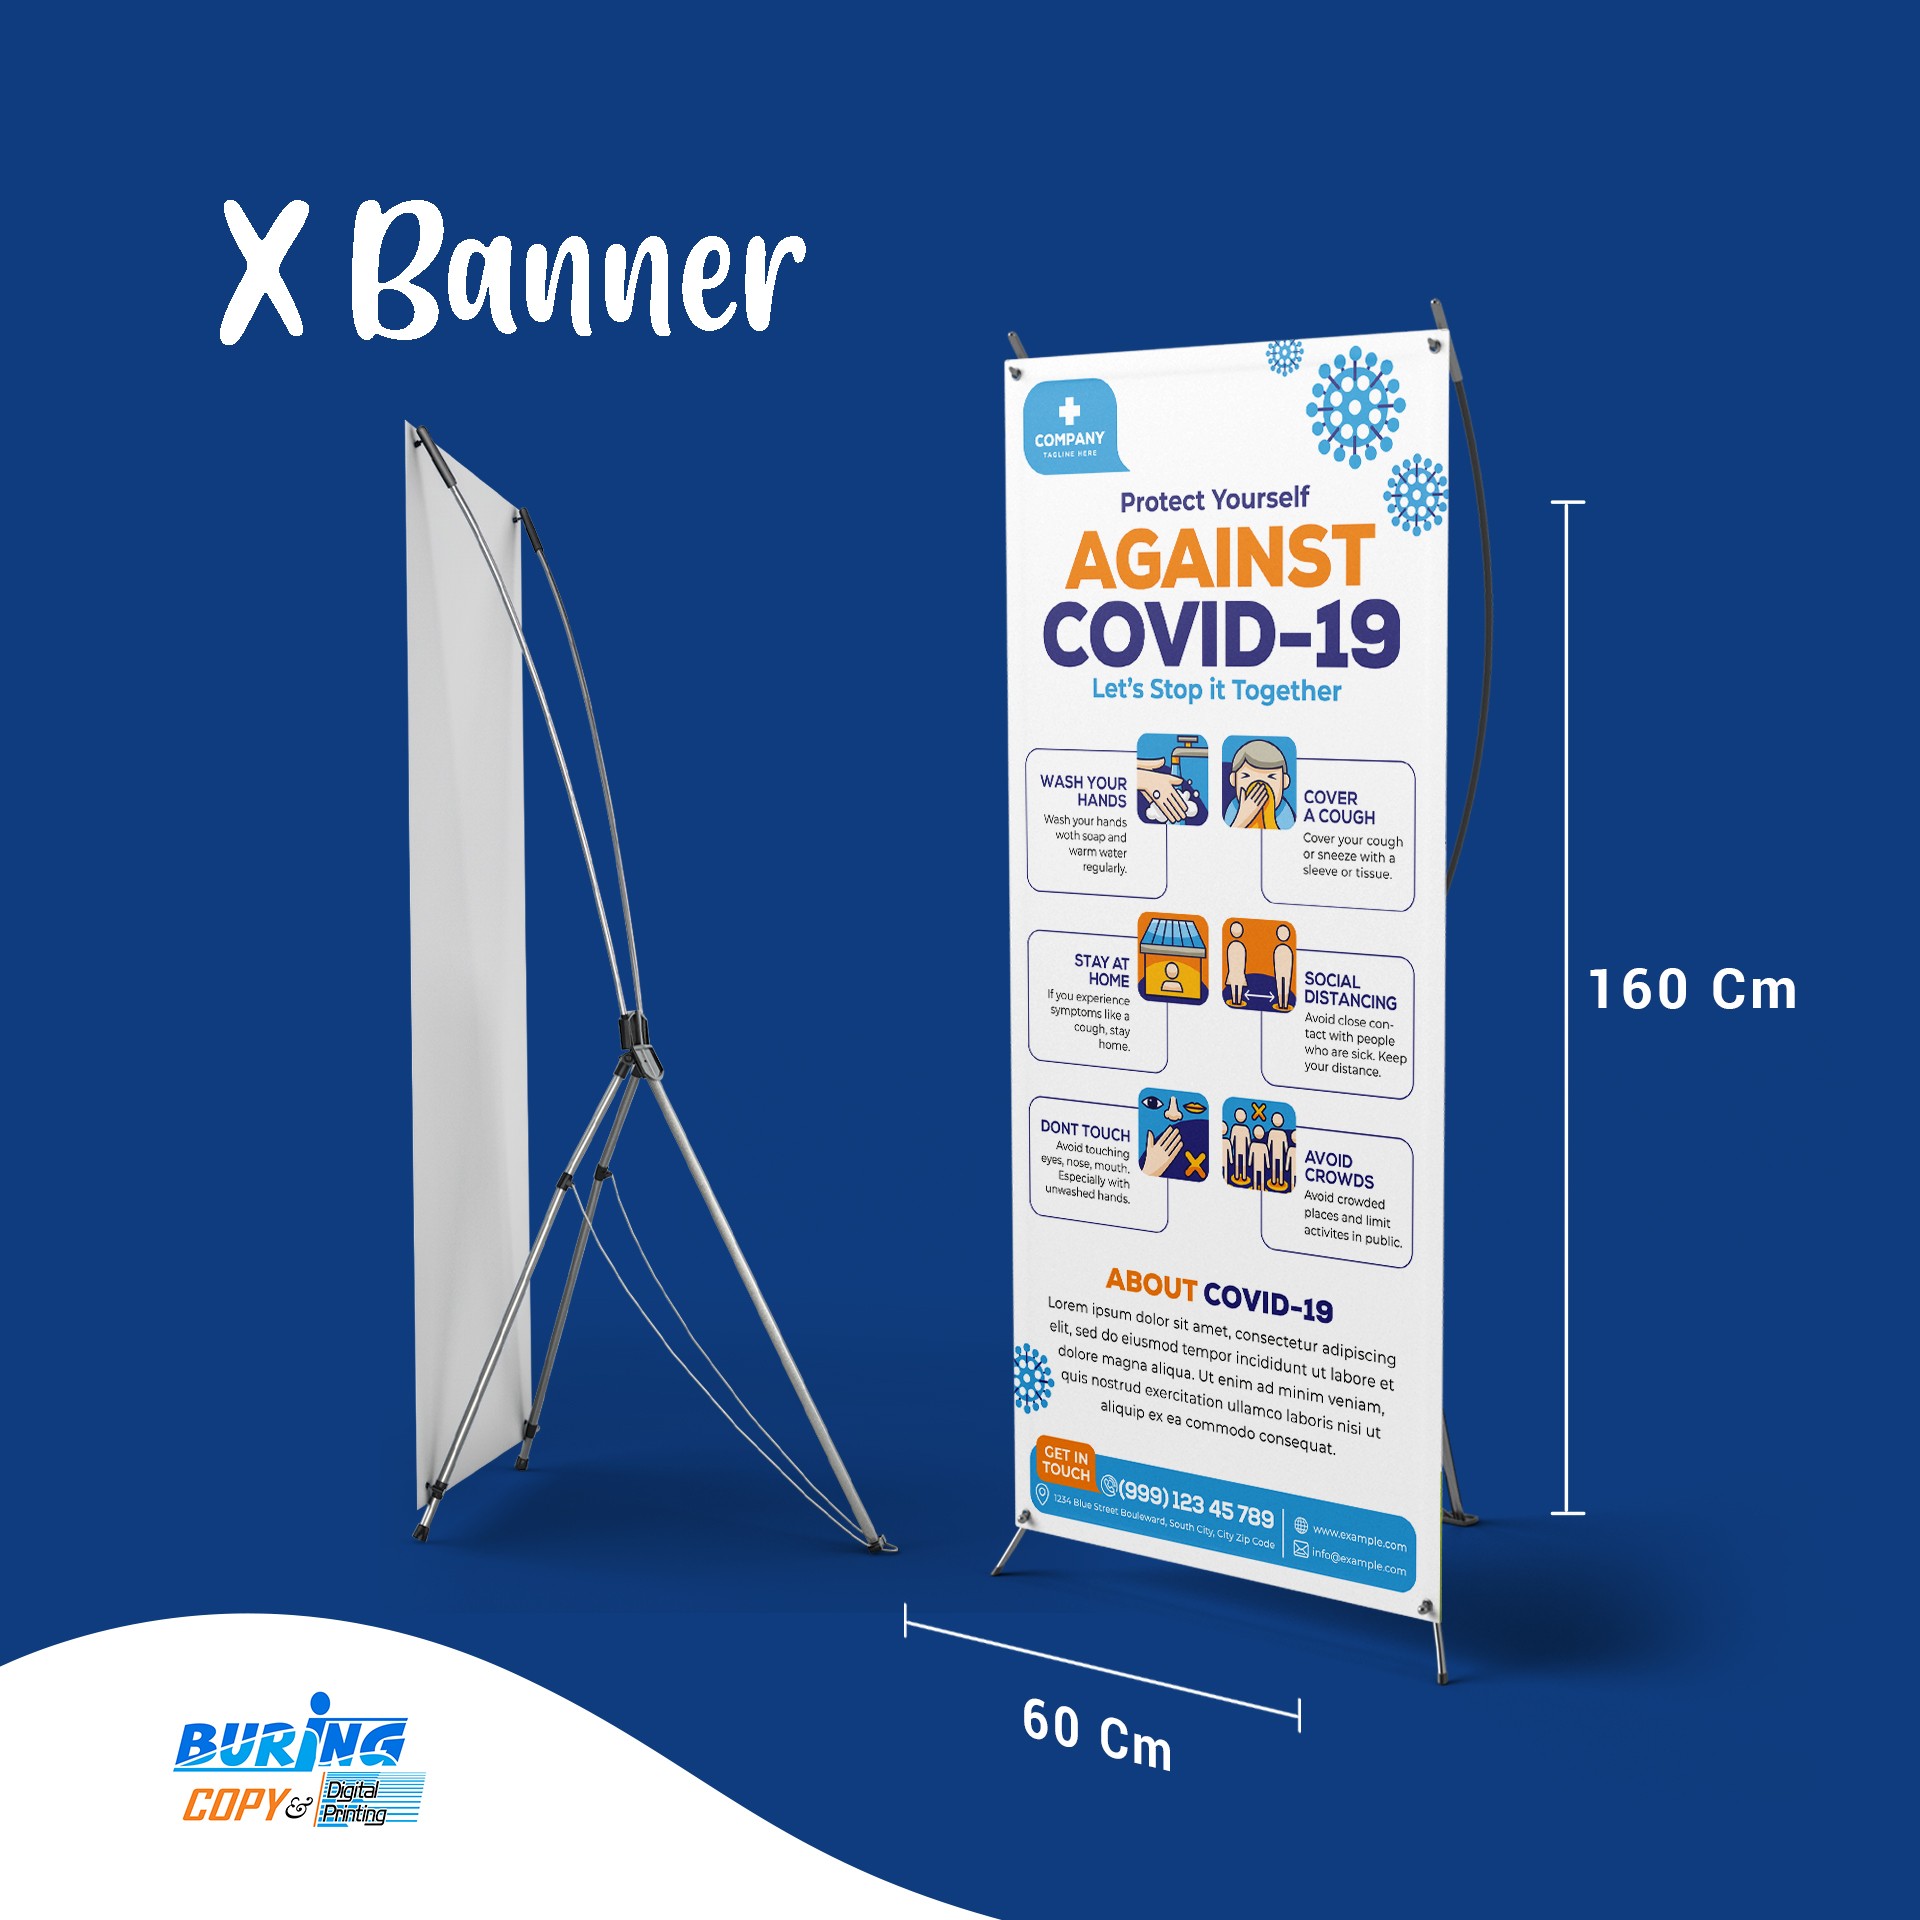 X Banner
COMPANY
TAGLINE HERE
Protect Yourself
AGAINST
COVID-19
Let's Stop it Together
WASH YOUR
HANDS
Wash your hands
woth soap and
warm water
regularly.
COVER
A COUGH
Cover your cough
or sneeze with a
sleeve or tissue.
STAY AT
HOME
If you experience
symptoms like a
cough, stay
home.
SOCIAL
DISTANCING
Avoid close con-
tact with people
who are sick. Keep
your distance.
DONT TOUCH
Avoid touching
eyes, nose, mouth.
Especially with
unwashed hands.
AVOID
CROWDS
Avoid crowded
places and limit
activites in public.
ABOUT COVID-19
Lorem ipsum dolor sit amet, consectetur adipiscing
elit, sed do eiusmod tempor incididunt ut labore et
dolore magna aliqua. Ut enim ad minim veniam,
quis nostrud exercitation ullamco laboris nisi ut
aliquip ex ea commodo consequat.
GET IN
TOUCH
(999) 123 45 789
1234 Blue Street Bouleward, South City, City Zip Code
www.example.com
info@example.com
160 Cm
60 Cm
BURING
COPY & Digital
Printing